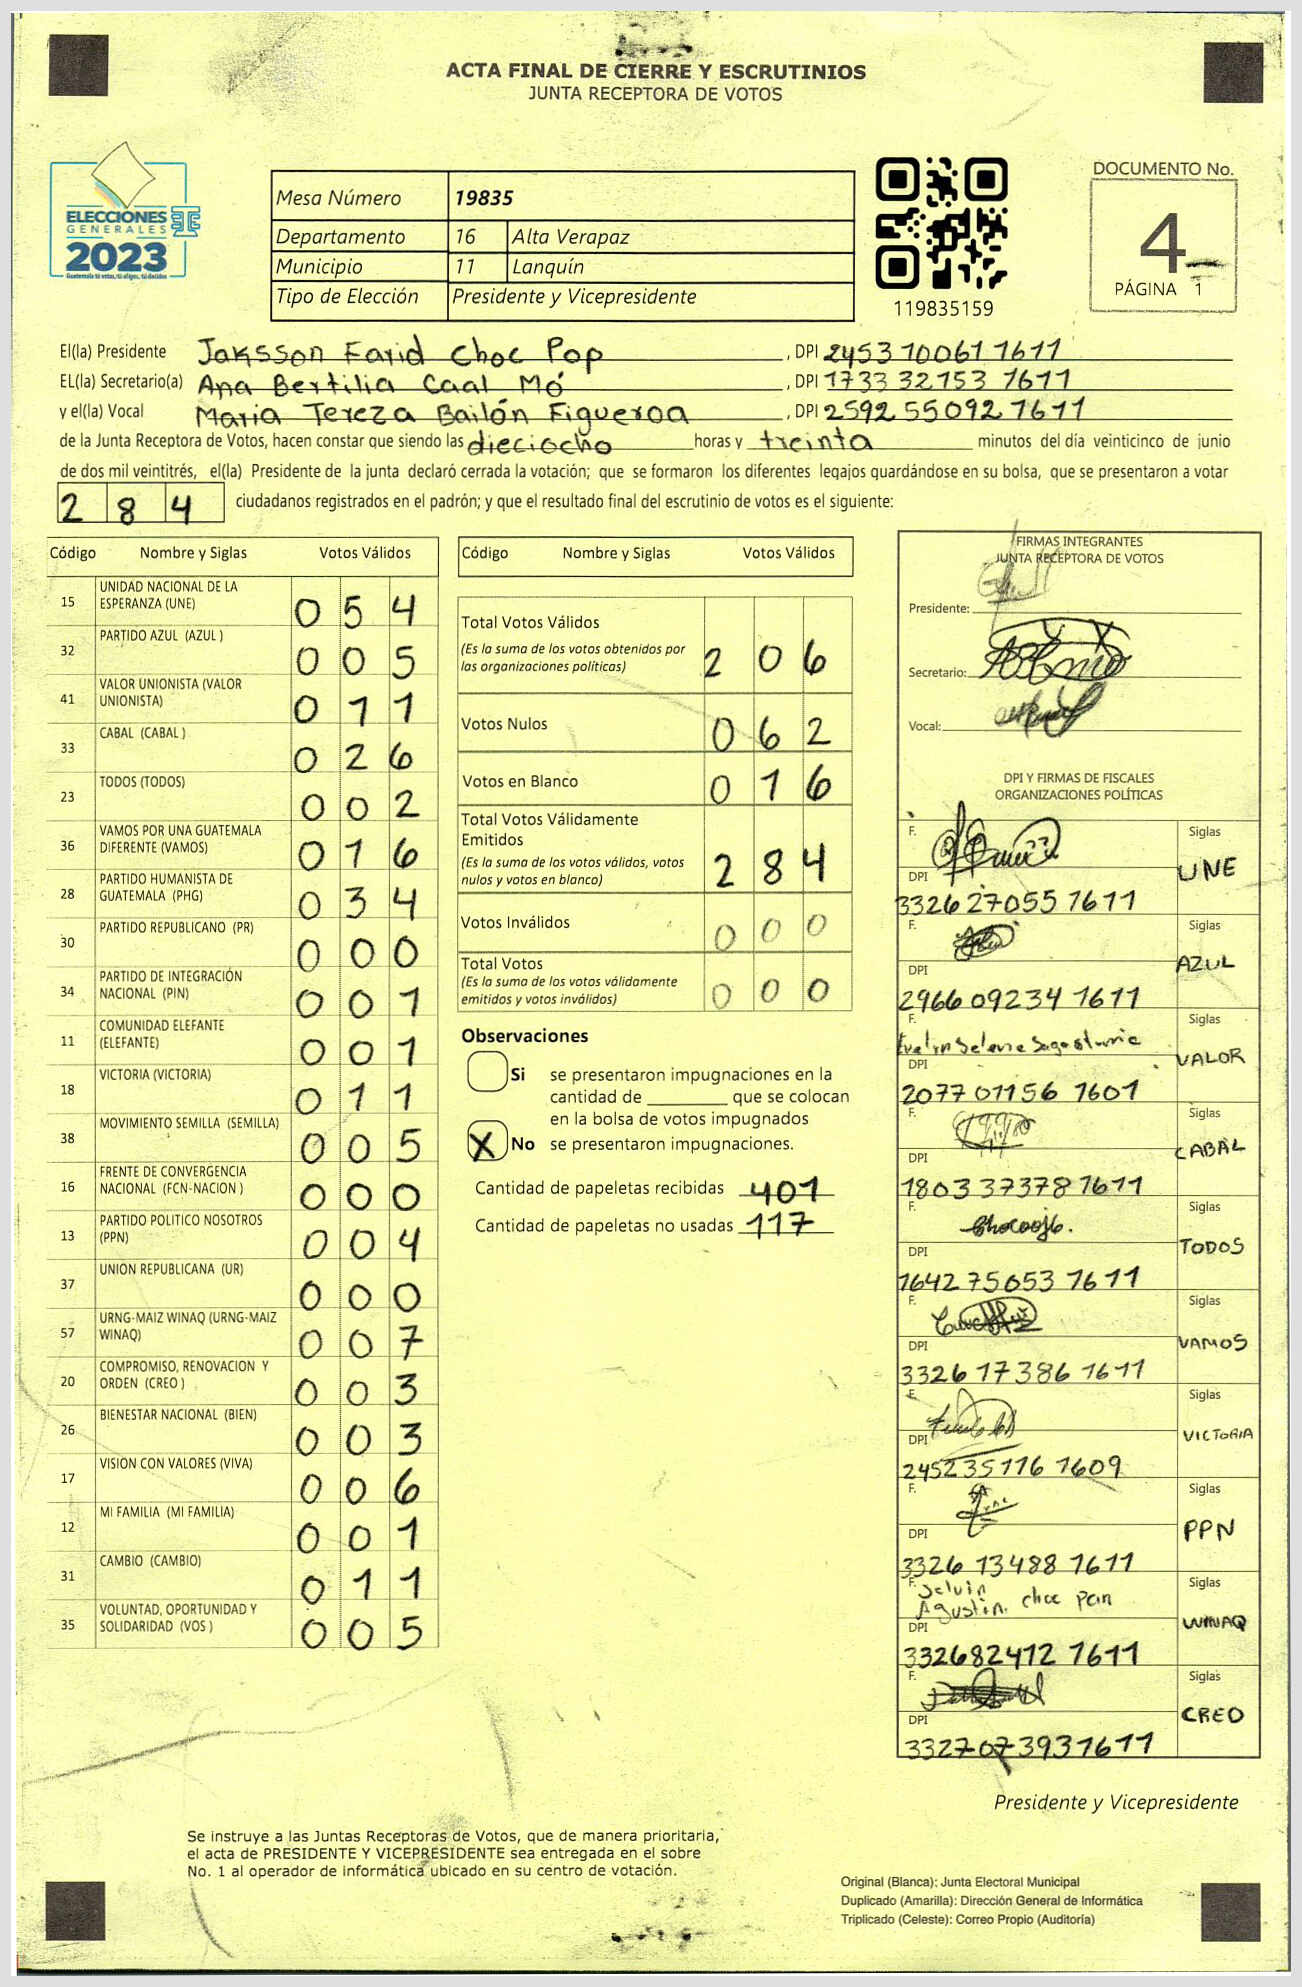 ACTA FINAL DE CIERRE Y ESCRUTINIOS
JUNTA RECEPTORA DE VOTOS
ELECCIONES
GENERALES
2023
Mesa Número 19835
Departamento 16 Alta Verapaz
Municipio 11 Lanquín
Tipo de Elección Presidente y Vicepresidente
119835159
DOCUMENTO No.
4
PÁGINA 1
El(la) Presidente Jaksson Farid Choc Pop, DPI 2453 10061 1611
EL(la) Secretario(a) Ana Bertilia Caal Mó, DPI 1733 32153 1611
y el(la) Vocal Maria Tereza Bailón Figueroa, DPI 2592 55092 1611
de la Junta Receptora de Votos, hacen constar que siendo las dieciocho horas y treinta minutos del día veinticinco de junio
de dos mil veintitrés, el(la) Presidente de la junta declaró cerrada la votación; que se formaron los diferentes legajos quardándose en su bolsa, que se presentaron a votar
2 8 4 ciudadanos registrados en el padrón; y que el resultado final del escrutinio de votos es el siguiente:
Código Nombre y Siglas Votos Válidos
15 UNIDAD NACIONAL DE LA
ESPERANZA (UNE) 0 5 4
32 PARTIDO AZUL (AZUL ) 0 0 5
41 VALOR UNIONISTA (VALOR
UNIONISTA) 0 1 1
33 CABAL (CABAL ) 0 2 6
23 TODOS (TODOS) 0 0 2
36 VAMOS POR UNA GUATEMALA
DIFERENTE (VAMOS) 0 1 6
28 PARTIDO HUMANISTA DE
GUATEMALA (PHG) 0 3 4
30 PARTIDO REPUBLICANO (PR) 0 0 0
34 PARTIDO DE INTEGRACIÓN
NACIONAL (PIN) 0 0 1
11 COMUNIDAD ELEFANTE
(ELEFANTE) 0 0 1
18 VICTORIA (VICTORIA) 0 1 1
38 MOVIMIENTO SEMILLA (SEMILLA) 0 0 5
16 FRENTE DE CONVERGENCIA
NACIONAL (FCN-NACION ) 0 0 0
13 PARTIDO POLITICO NOSOTROS
(PPN) 0 0 4
37 UNION REPUBLICANA (UR) 0 0 0
57 URNG-MAIZ WINAQ (URNG-MAIZ
WINAQ) 0 0 7
20 COMPROMISO, RENOVACION Y
ORDEN (CREO ) 0 0 3
26 BIENESTAR NACIONAL (BIEN) 0 0 3
17 VISION CON VALORES (VIVA) 0 0 6
12 MI FAMILIA (MI FAMILIA) 0 0 1
31 CAMBIO (CAMBIO) 0 1 1
35 VOLUNTAD, OPORTUNIDAD Y
SOLIDARIDAD (VOS ) 0 0 5
Código Nombre y Siglas Votos Válidos
Total Votos Válidos
(Es la suma de los votos obtenidos por
las organizaciones politicas) 2 0 6
Votos Nulos 0 6 2
Votos en Blanco 0 1 6
Total Votos Válidamente
Emitidos
(Es la suma de los votos válidos, votos
nulos y votos en blanco) 2 8 4
Votos Inválidos 0 0 0
Total Votos
(Es la suma de los votos válidamente
emitidos y votos inválidos) 0 0 0
Observaciones
Si se presentaron impugnaciones en la
cantidad de ________ que se colocan
en la bolsa de votos impugnados
X No se presentaron impugnaciones.
Cantidad de papeletas recibidas 401
Cantidad de papeletas no usadas 117
FIRMAS INTEGRANTES
JUNTA RECEPTORA DE VOTOS
Presidente:
Secretario:
Vocal:
DPI Y FIRMAS DE FISCALES
ORGANIZACIONES POLÍTICAS
F. Siglas
UNE
DPI
3326 27055 1611
F. Siglas
AZUL
DPI
2966 09234 1611
F. Siglas
VALOR
DPI
2077 01156 1601
F. Siglas
CABAL
DPI
1803 37378 1611
F. Siglas
TODOS
DPI
1642 75053 1611
F. Siglas
VAMOS
DPI
3326 17386 1611
F. Siglas
VICTORIA
DPI
2452 35116 1609
F. Siglas
PPN
DPI
3326 13488 1611
F. Siglas
Agustin choc
WINAQ
DPI
3326 82412 1611
F. Siglas
CREO
DPI
3327 07393 1611
Presidente y Vicepresidente
Se instruye a las Juntas Receptoras de Votos, que de manera prioritaria,
el acta de PRESIDENTE Y VICEPRESIDENTE sea entregada en el sobre
No. 1 al operador de informática ubicado en su centro de votación.
Original (Blanca): Junta Electoral Municipal
Duplicado (Amarilla): Dirección General de Informática
Triplicado (Celeste): Correo Propio (Auditoría)